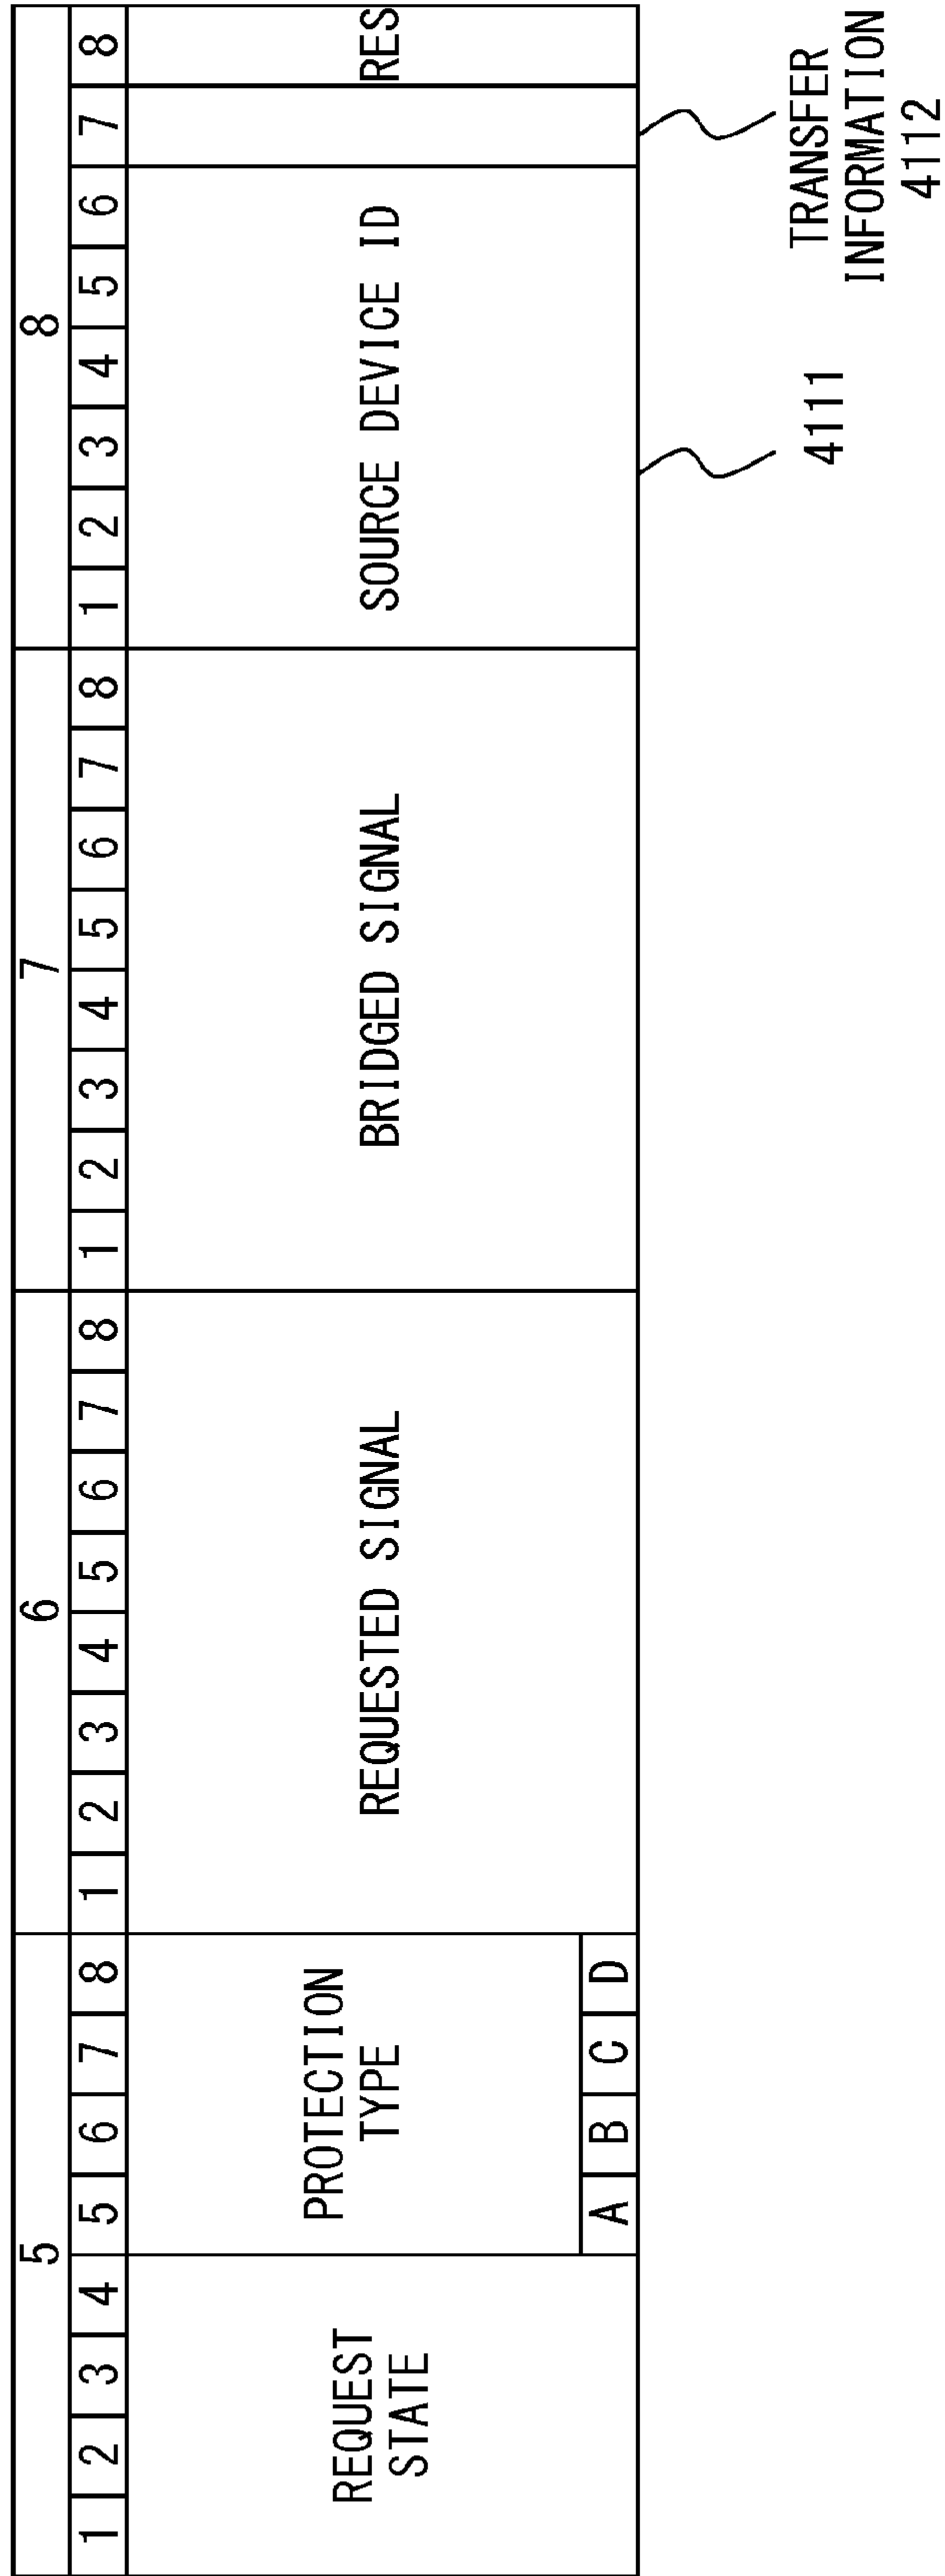 5 6 7 8
1 2 3 4 5 6 7 8 1 2 3 4 5 6 7 8 1 2 3 4 5 6 7 8 1 2 3 4 5 6 7 8
REQUEST
STATE
PROTECTION
TYPE
A B C D
REQUESTED SIGNAL
BRIDGED SIGNAL
SOURCE DEVICE ID
RES
4111
TRANSFER
INFORMATION
4112